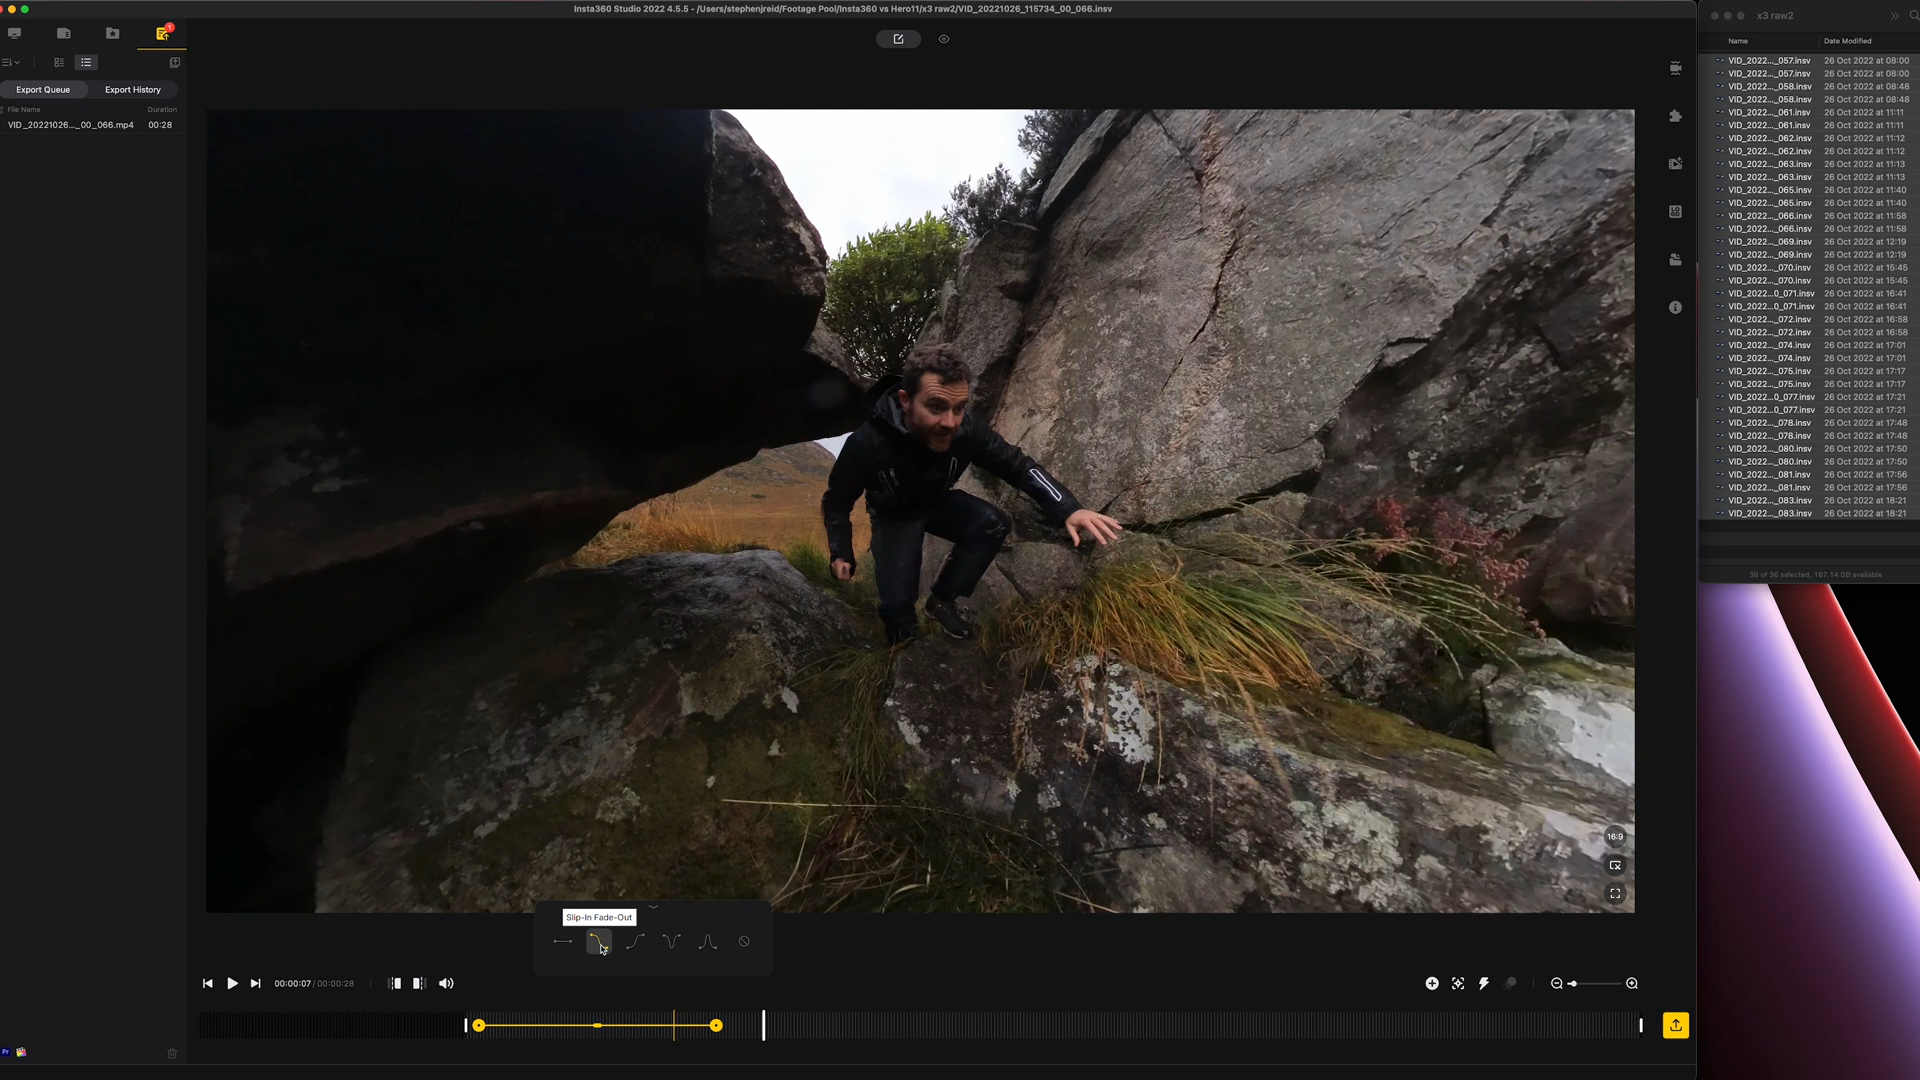 Insta360 Studio 2022 4.5.5 - /Users/stephenjreid/Footage Pool/Insta360 vs Hero11/x3 raw2/VID_20221026_115734_00_066.insv
1
Export Queue
Export History
File Name
Duration
VID_20221026..._00_066.mp4
00:28
x3 raw2
Name
Date Modified
VID_2022..._057.insv 26 Oct 2022 at 08:00
VID_2022..._057.insv 26 Oct 2022 at 08:00
VID_2022..._058.insv 26 Oct 2022 at 08:48
VID_2022..._058.insv 26 Oct 2022 at 08:48
VID_2022..._061.insv 26 Oct 2022 at 11:11
VID_2022..._061.insv 26 Oct 2022 at 11:11
VID_2022..._062.insv 26 Oct 2022 at 11:12
VID_2022..._062.insv 26 Oct 2022 at 11:12
VID_2022..._063.insv 26 Oct 2022 at 11:13
VID_2022..._063.insv 26 Oct 2022 at 11:13
VID_2022..._065.insv 26 Oct 2022 at 11:40
VID_2022..._065.insv 26 Oct 2022 at 11:40
VID_2022..._066.insv 26 Oct 2022 at 11:58
VID_2022..._066.insv 26 Oct 2022 at 11:58
VID_2022..._069.insv 26 Oct 2022 at 12:19
VID_2022..._069.insv 26 Oct 2022 at 12:19
VID_2022..._070.insv 26 Oct 2022 at 15:45
VID_2022..._070.insv 26 Oct 2022 at 15:45
VID_2022...0_071.insv 26 Oct 2022 at 16:41
VID_2022...0_071.insv 26 Oct 2022 at 16:41
VID_2022..._072.insv 26 Oct 2022 at 16:58
VID_2022..._072.insv 26 Oct 2022 at 16:58
VID_2022..._074.insv 26 Oct 2022 at 17:01
VID_2022..._074.insv 26 Oct 2022 at 17:01
VID_2022..._075.insv 26 Oct 2022 at 17:17
VID_2022..._075.insv 26 Oct 2022 at 17:17
VID_2022...0_077.insv 26 Oct 2022 at 17:21
VID_2022...0_077.insv 26 Oct 2022 at 17:21
VID_2022..._078.insv 26 Oct 2022 at 17:48
VID_2022..._078.insv 26 Oct 2022 at 17:48
VID_2022..._080.insv 26 Oct 2022 at 17:50
VID_2022..._080.insv 26 Oct 2022 at 17:50
VID_2022..._081.insv 26 Oct 2022 at 17:56
VID_2022..._081.insv 26 Oct 2022 at 17:56
VID_2022..._083.insv 26 Oct 2022 at 18:21
VID_2022..._083.insv 26 Oct 2022 at 18:21
36 of 36 selected, 187.14 GB available
16:9
Slip-In Fade-Out
00:00:07 / 00:00:28
Pr